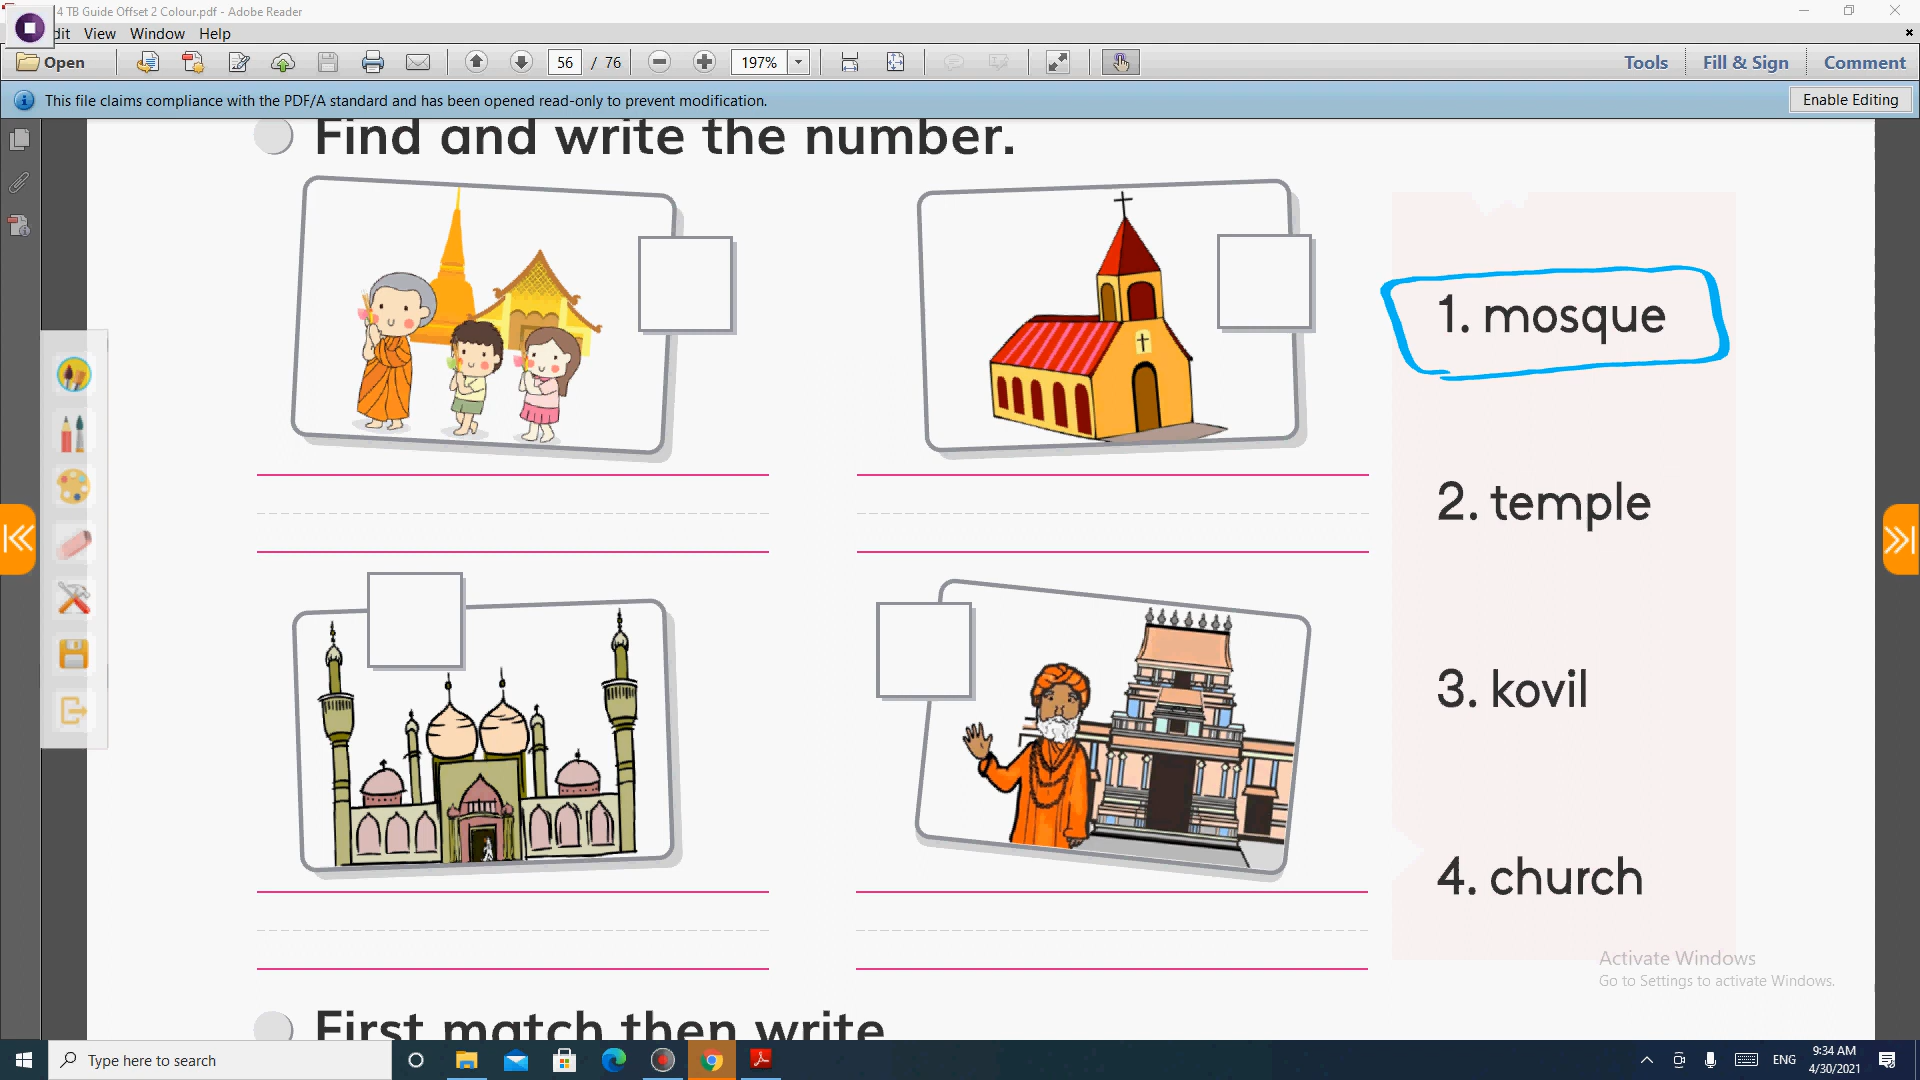 4 TB Guide Offset 2 Colour.pdf - Adobe Reader
dit View Window Help
Open 56 / 76 197% Tools Fill & Sign Comment
This file claims compliance with the PDF/A standard and has been opened read-only to prevent modification. Enable Editing
Find and write the number.
1. mosque
2. temple
3. kovil
4. church
Activate Windows
Go to Settings to activate Windows.
First match then write
Type here to search
ENG
9:34 AM
4/30/2021